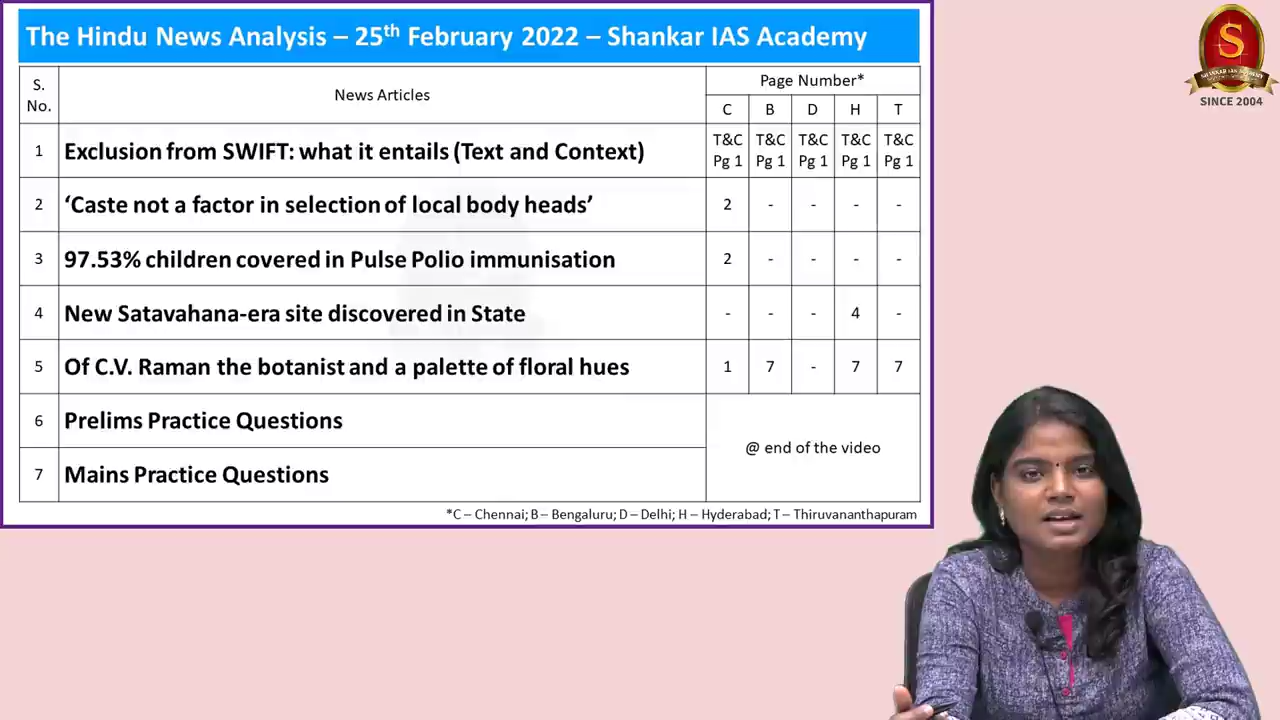 The Hindu News Analysis – 25th February 2022 – Shankar IAS Academy
S. No. News Articles Page Number*
C B D H T
1 Exclusion from SWIFT: what it entails (Text and Context) T&C Pg 1 T&C Pg 1 T&C Pg 1 T&C Pg 1 T&C Pg 1
2 ‘Caste not a factor in selection of local body heads’ 2 - - - -
3 97.53% children covered in Pulse Polio immunisation 2 - - - -
4 New Satavahana-era site discovered in State - - - 4 -
5 Of C.V. Raman the botanist and a palette of floral hues 1 7 - 7 7
6 Prelims Practice Questions @ end of the video
7 Mains Practice Questions
*C – Chennai; B – Bengaluru; D – Delhi; H – Hyderabad; T – Thiruvananthapuram
S
SHANKAR IAS ACADEMY
SINCE 2004